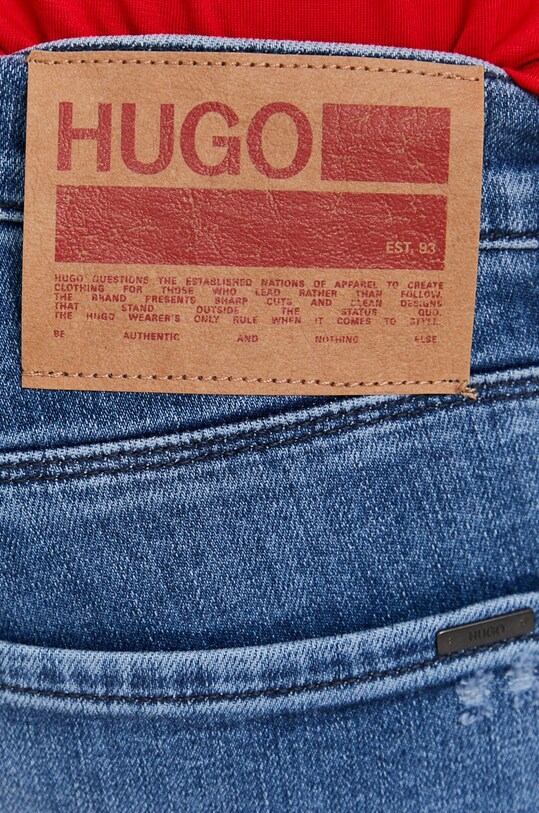 HUGO
EST. 93
HUGO QUESTIONS THE ESTABLISHED NATIONS OF APPAREL TO CREATE
CLOTHING FOR THOSE WHO LEAD RATHER THAN FOLLOW.
THE BRAND PRESENTS SHARP CUTS AND CLEAN DESIGNS
THAT STAND OUTSIDE THE STATUS QUO.
THE HUGO WEARER'S ONLY RULE WHEN IT COMES TO STYLE.
BE AUTHENTIC AND NOTHING ELSE
HUGO